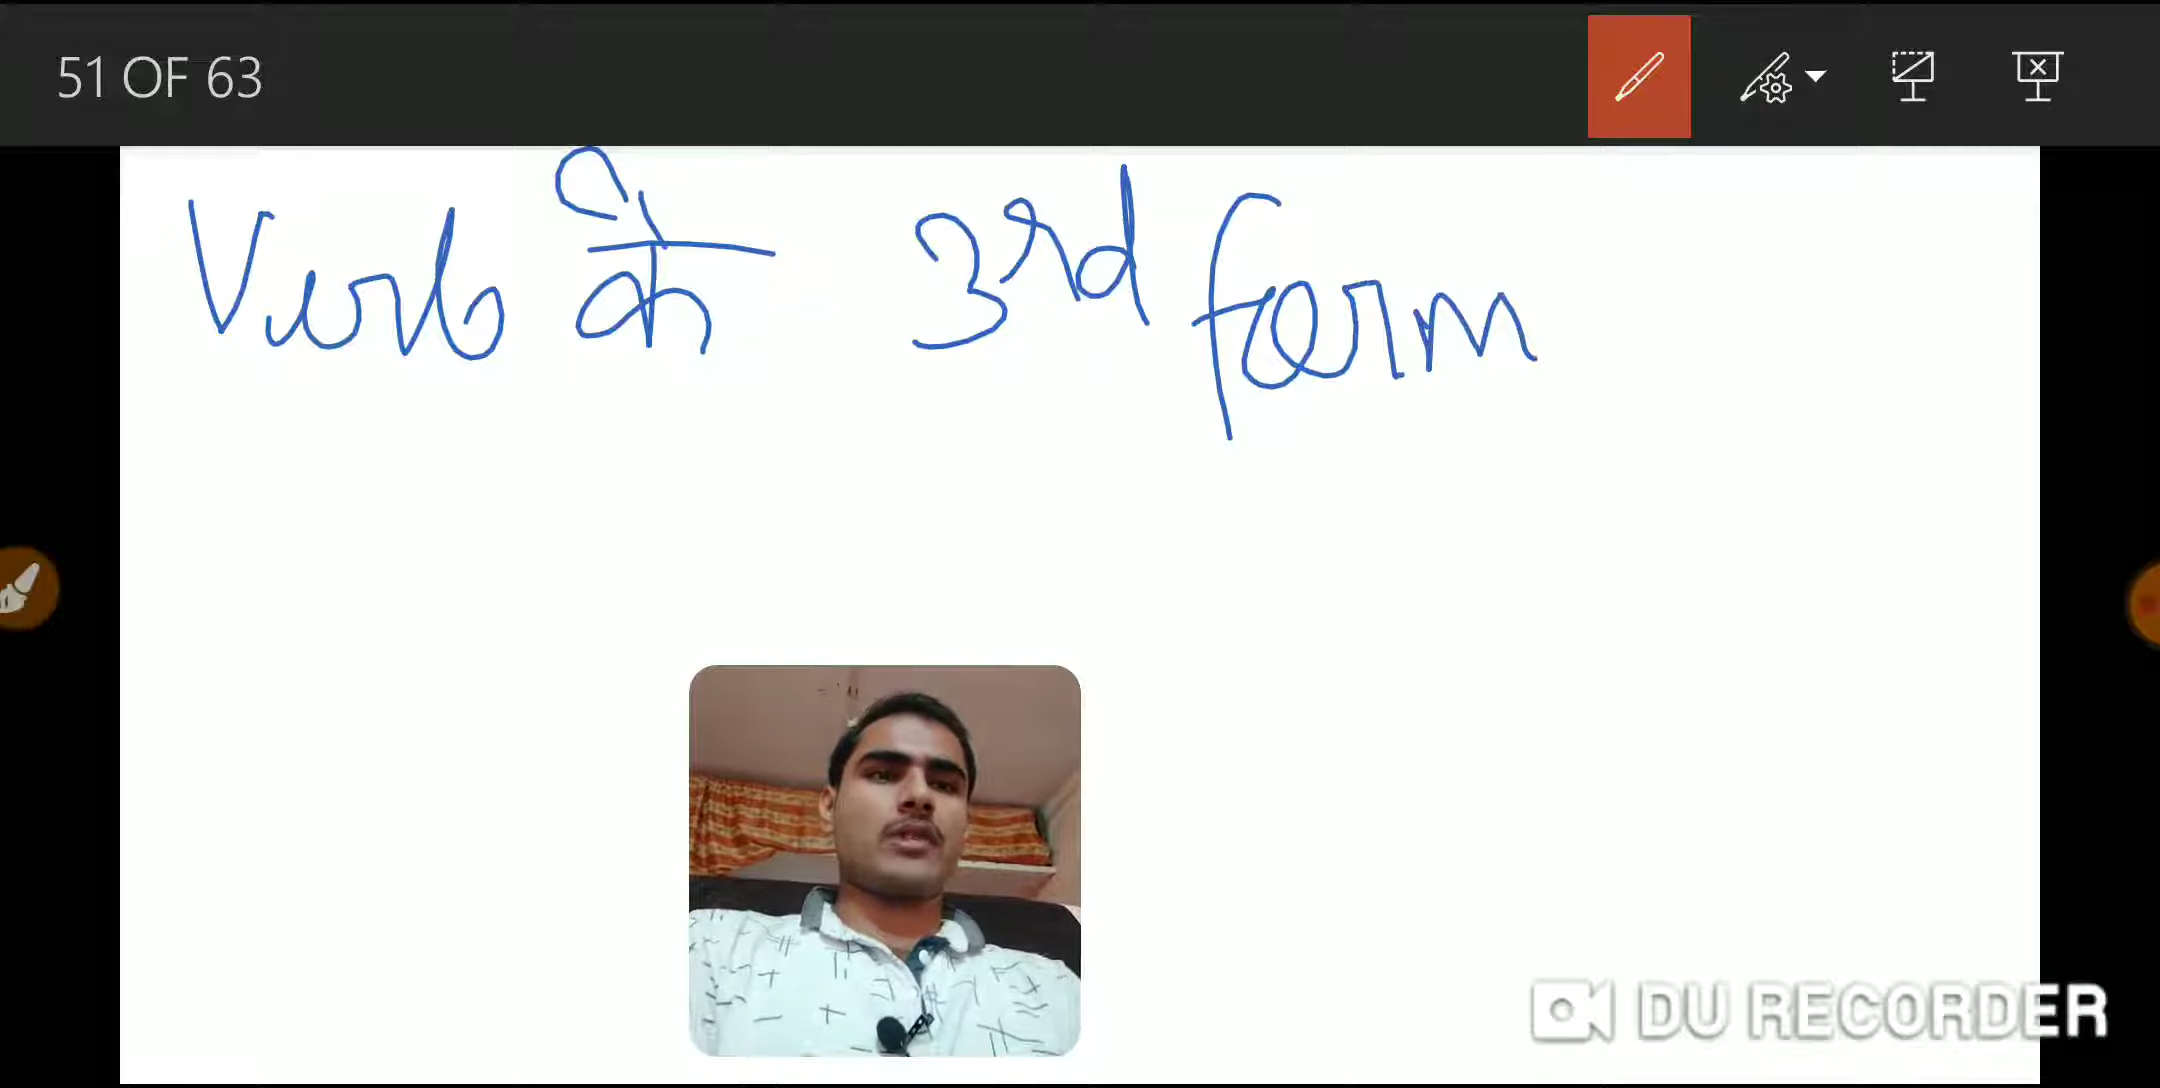 51 OF 63
Verb के 3rd form
DU RECORDER